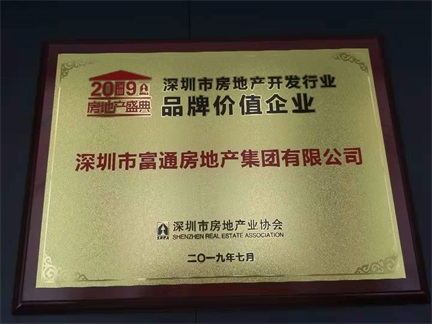 2019
房地产盛典
深圳市房地产开发行业
品牌价值企业
深圳市富通房地产集团有限公司
深圳市房地产业协会
SHENZHEN REAL ESTATE ASSOCIATION
二〇一九年七月